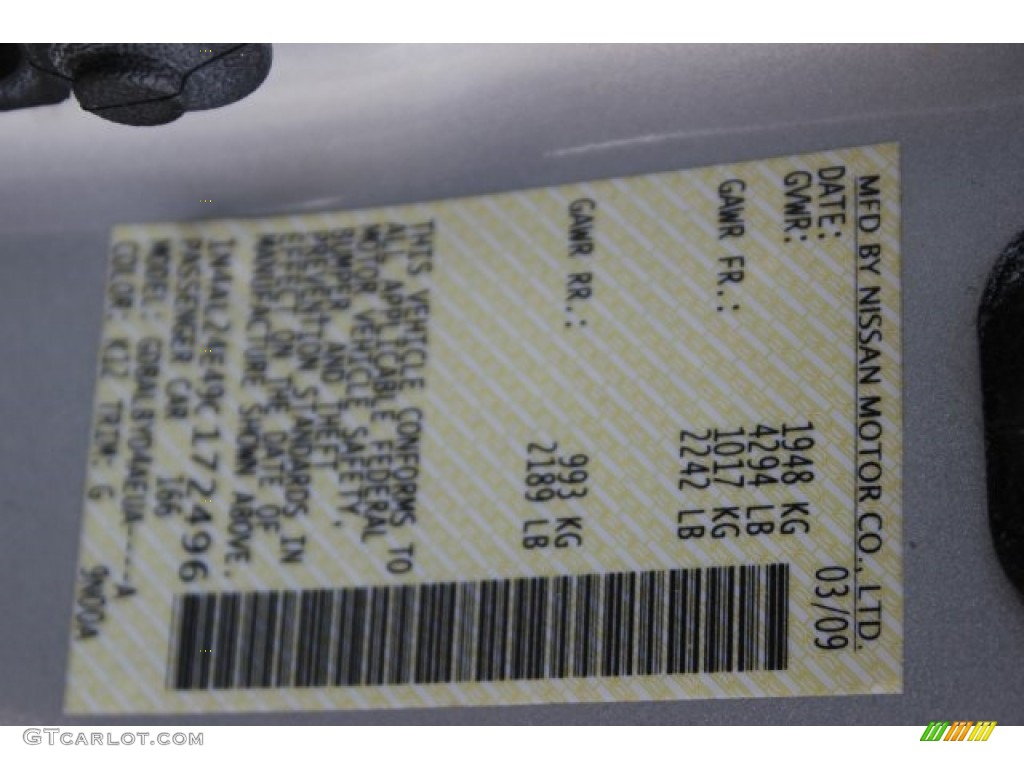 MFD BY NISSAN MOTOR CO., LTD.
DATE: 03/09
GVWR: 1948 KG
4294 LB
GAWR FR.: 1017 KG
2242 LB
GAWR RR.: 993 KG
2189 LB
THIS VEHICLE CONFORMS TO
ALL APPLICABLE FEDERAL
MOTOR VEHICLE SAFETY,
BUMPER AND THEFT
PREVENTION STANDARDS IN
EFFECT ON THE DATE OF
MANUFACTURE SHOWN ABOVE.
1N4AL24E49C172496
PASSENGER CAR 166
MODEL:
COLOR: K12 TRIM: G
GTCARLOT.COM